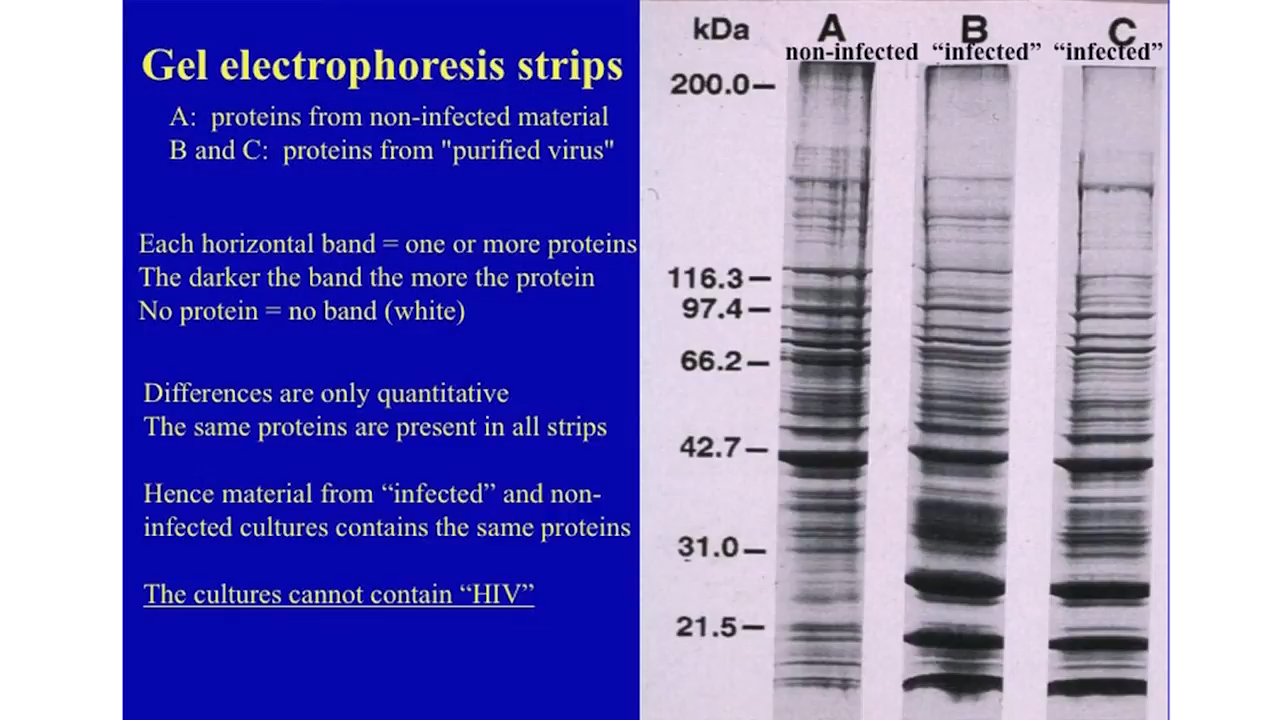 Gel electrophoresis strips
A: proteins from non-infected material
B and C: proteins from "purified virus"
Each horizontal band = one or more proteins
The darker the band the more the protein
No protein = no band (white)
Differences are only quantitative
The same proteins are present in all strips
Hence material from “infected” and non-
infected cultures contains the same proteins
The cultures cannot contain “HIV”
kDa A B C
non-infected “infected” “infected”
200.0
116.3
97.4
66.2
42.7
31.0
21.5